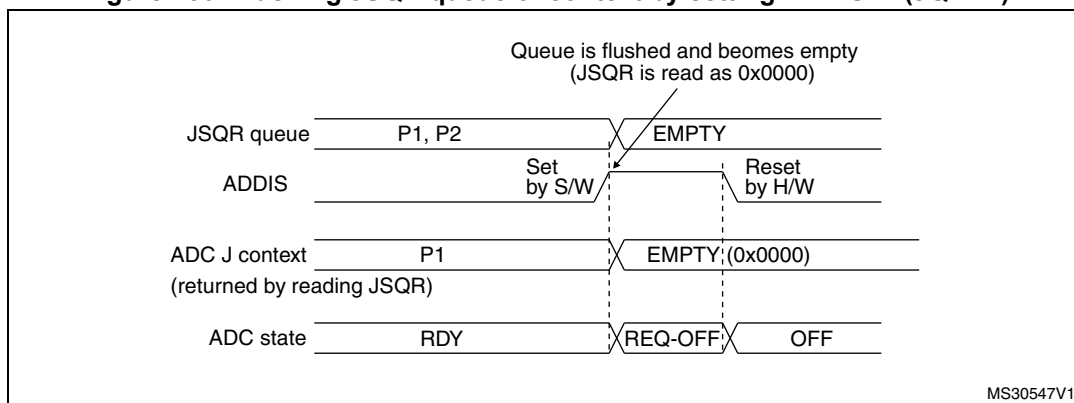 Queue is flushed and beomes empty
(JSQR is read as 0x0000)
JSQR queue P1, P2 EMPTY
ADDIS Set by S/W Reset by H/W
ADC J context P1 EMPTY (0x0000)
(returned by reading JSQR)
ADC state RDY REQ-OFF OFF
MS30547V1